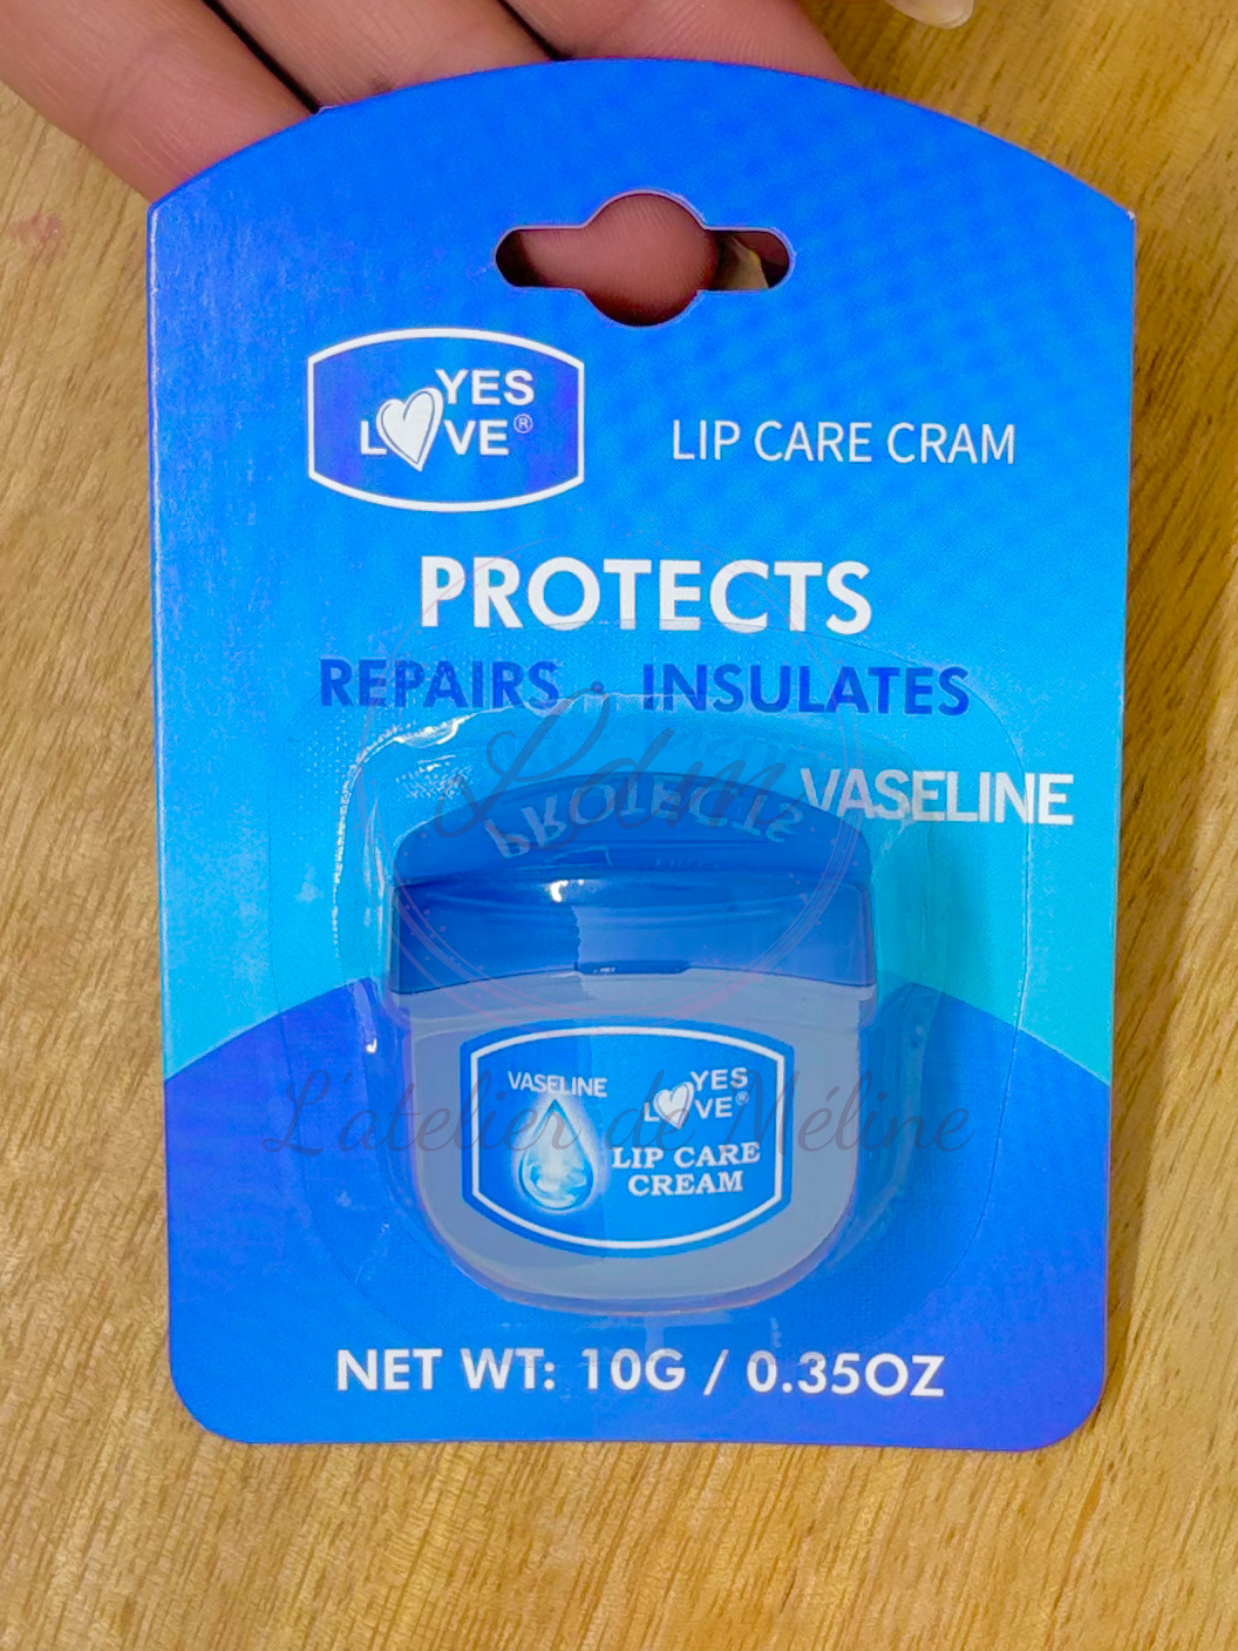 YES
LOVE®
LIP CARE CRAM
PROTECTS
REPAIRS · INSULATES
VASELINE
PROTECTS
Ldm
VASELINE
YES
LOVE®
L'atelier de Méline
LIP CARE
CREAM
NET WT: 10G / 0.35OZ